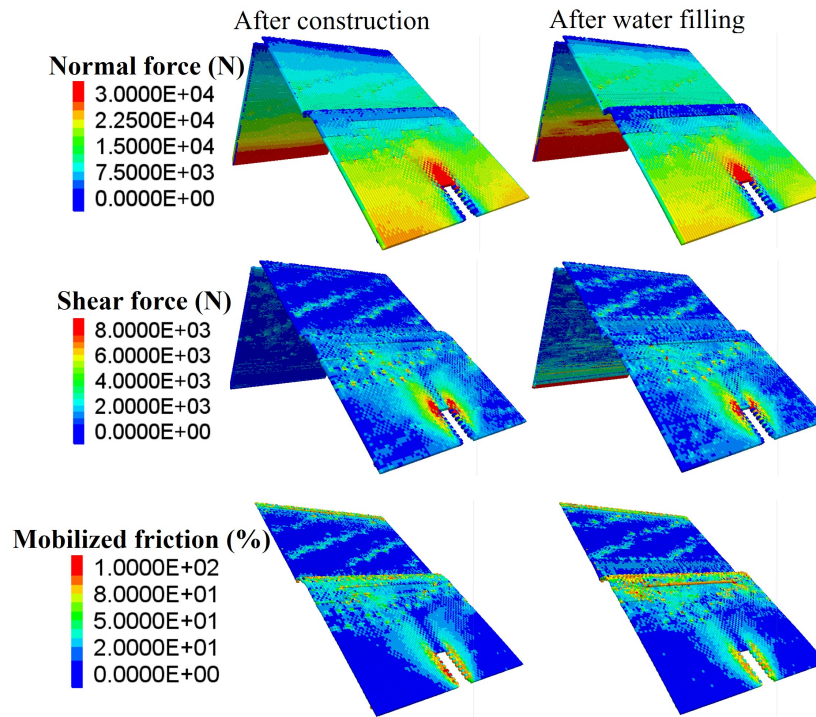 After construction
After water filling
Normal force (N)
3.0000E+04
2.2500E+04
1.5000E+04
7.5000E+03
0.0000E+00
Shear force (N)
8.0000E+03
6.0000E+03
4.0000E+03
2.0000E+03
0.0000E+00
Mobilized friction (%)
1.0000E+02
8.0000E+01
5.0000E+01
2.0000E+01
0.0000E+00